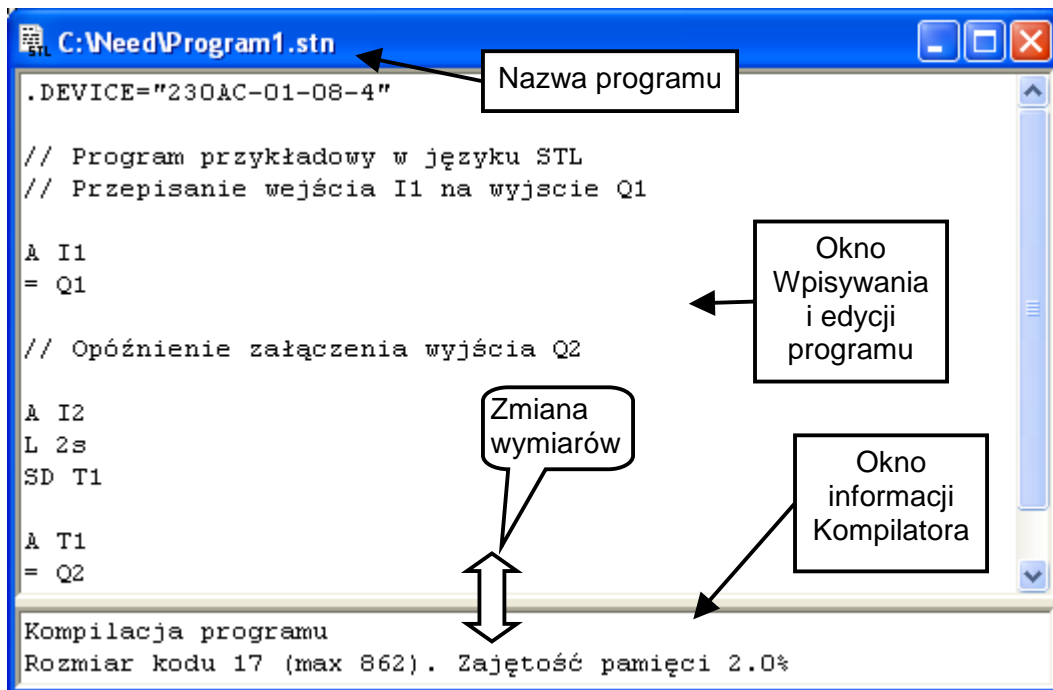 C:\Need\Program1.stn
Nazwa programu
.DEVICE="230AC-01-08-4"
// Program przykładowy w języku STL
// Przepisanie wejścia I1 na wyjscie Q1
A I1
= Q1
Okno
Wpisywania
i edycji
programu
// Opóźnienie załączenia wyjścia Q2
A I2
L 2s
SD T1
Zmiana
wymiarów
Okno
informacji
Kompilatora
A T1
= Q2
Kompilacja programu
Rozmiar kodu 17 (max 862). Zajętość pamięci 2.0%